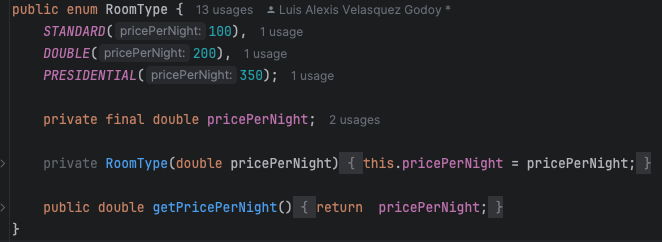 public enum RoomType { 13 usages Luis Alexis Velasquez Godoy *
STANDARD( pricePerNight: 100), 1 usage
DOUBLE( pricePerNight: 200), 1 usage
PRESIDENTIAL( pricePerNight: 350); 1 usage
private final double pricePerNight; 2 usages
private RoomType(double pricePerNight) { this.pricePerNight = pricePerNight; }
public double getPricePerNight() { return pricePerNight; }
}